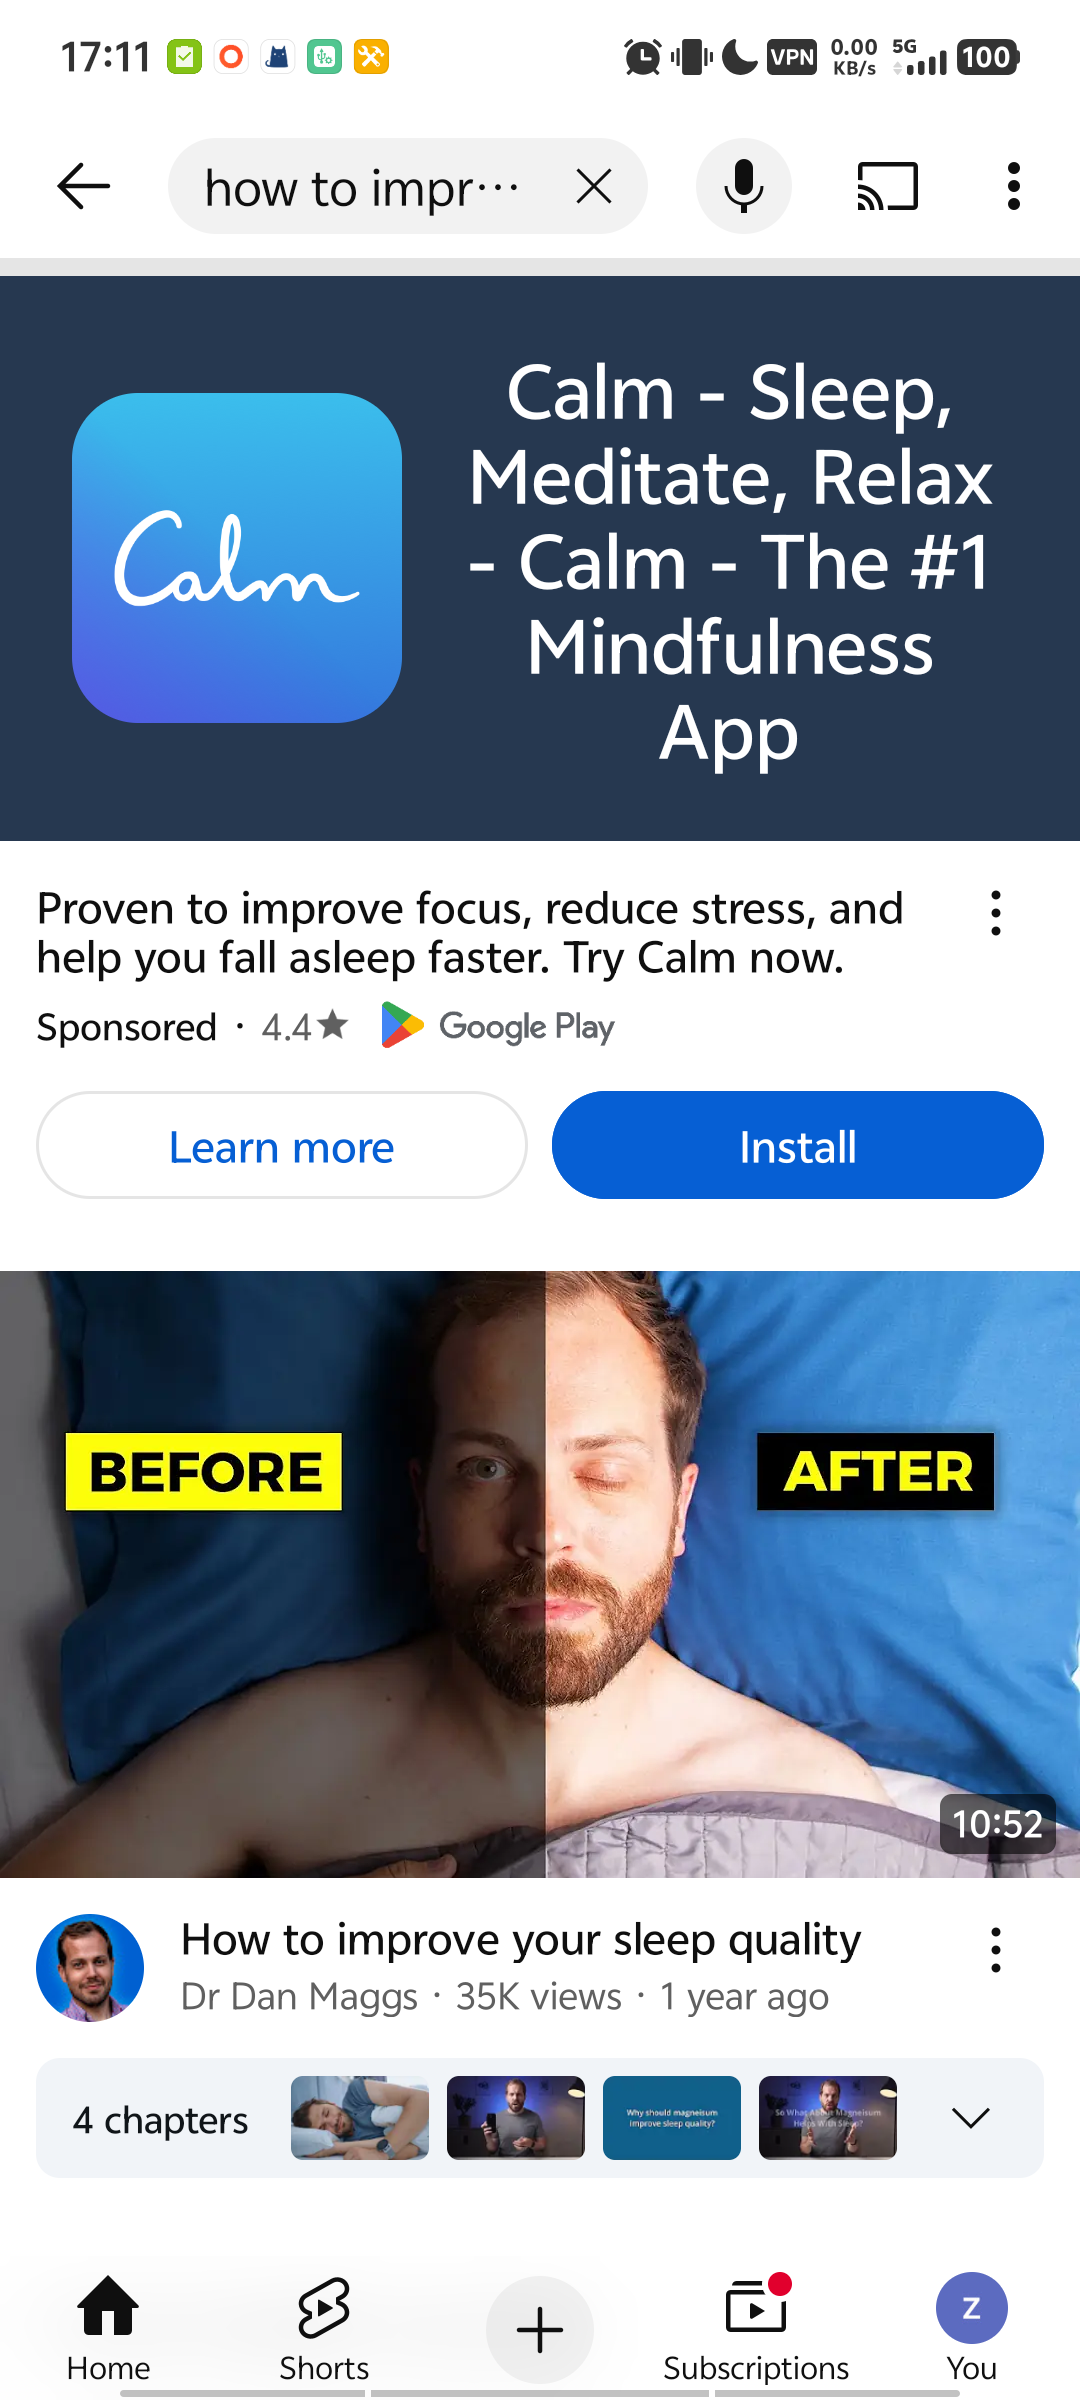 17:11
VPN
0.00
KB/s
5G
100
how to impr···
Calm
Calm - Sleep,
Meditate, Relax
- Calm - The #1
Mindfulness
App
Proven to improve focus, reduce stress, and
help you fall asleep faster. Try Calm now.
Sponsored · 4.4★ Google Play
Learn more
Install
BEFORE
AFTER
10:52
How to improve your sleep quality
Dr Dan Maggs · 35K views · 1 year ago
4 chapters
Why should magneisum
improve sleep quality?
So What About Magneisum
Helps With Sleep?
Home
Shorts
Subscriptions
Z
You